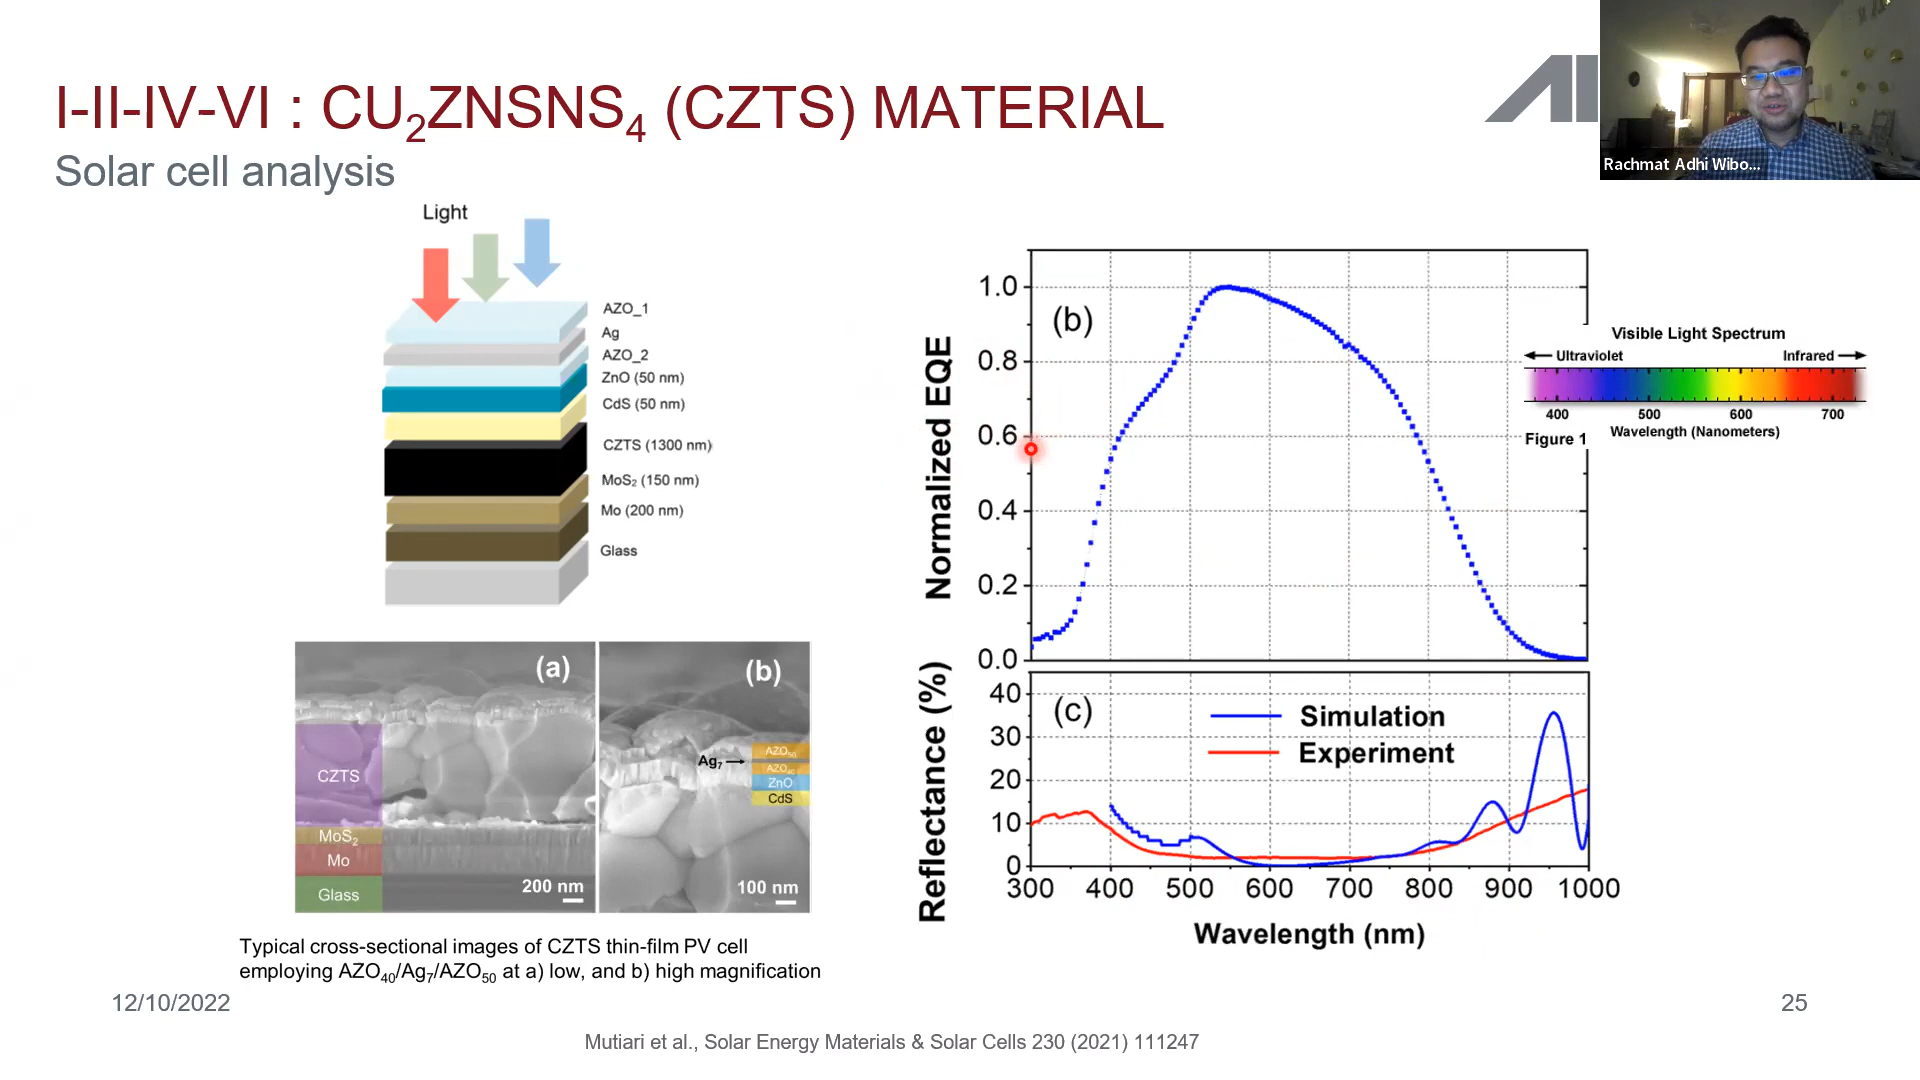 I-II-IV-VI : CU2ZNSNS4 (CZTS) MATERIAL
Solar cell analysis
Rachmat Adhi Wibo...
Light
AZO_1
Ag
AZO_2
ZnO (50 nm)
CdS (50 nm)
CZTS (1300 nm)
MoS2 (150 nm)
Mo (200 nm)
Glass
(a)
CZTS
MoS2
Mo
Glass
200 nm
(b)
Ag7
AZO50
AZO40
ZnO
CdS
100 nm
Typical cross-sectional images of CZTS thin-film PV cell
employing AZO40/Ag7/AZO50 at a) low, and b) high magnification
Normalized EQE
1.0
0.8
0.6
0.4
0.2
0.0
(b)
Visible Light Spectrum
Ultraviolet Infrared
400 500 600 700
Wavelength (Nanometers)
Figure 1
Reflectance (%)
40
30
20
10
0
(c)
Simulation
Experiment
300 400 500 600 700 800 900 1000
Wavelength (nm)
12/10/2022
25
Mutiari et al., Solar Energy Materials & Solar Cells 230 (2021) 111247